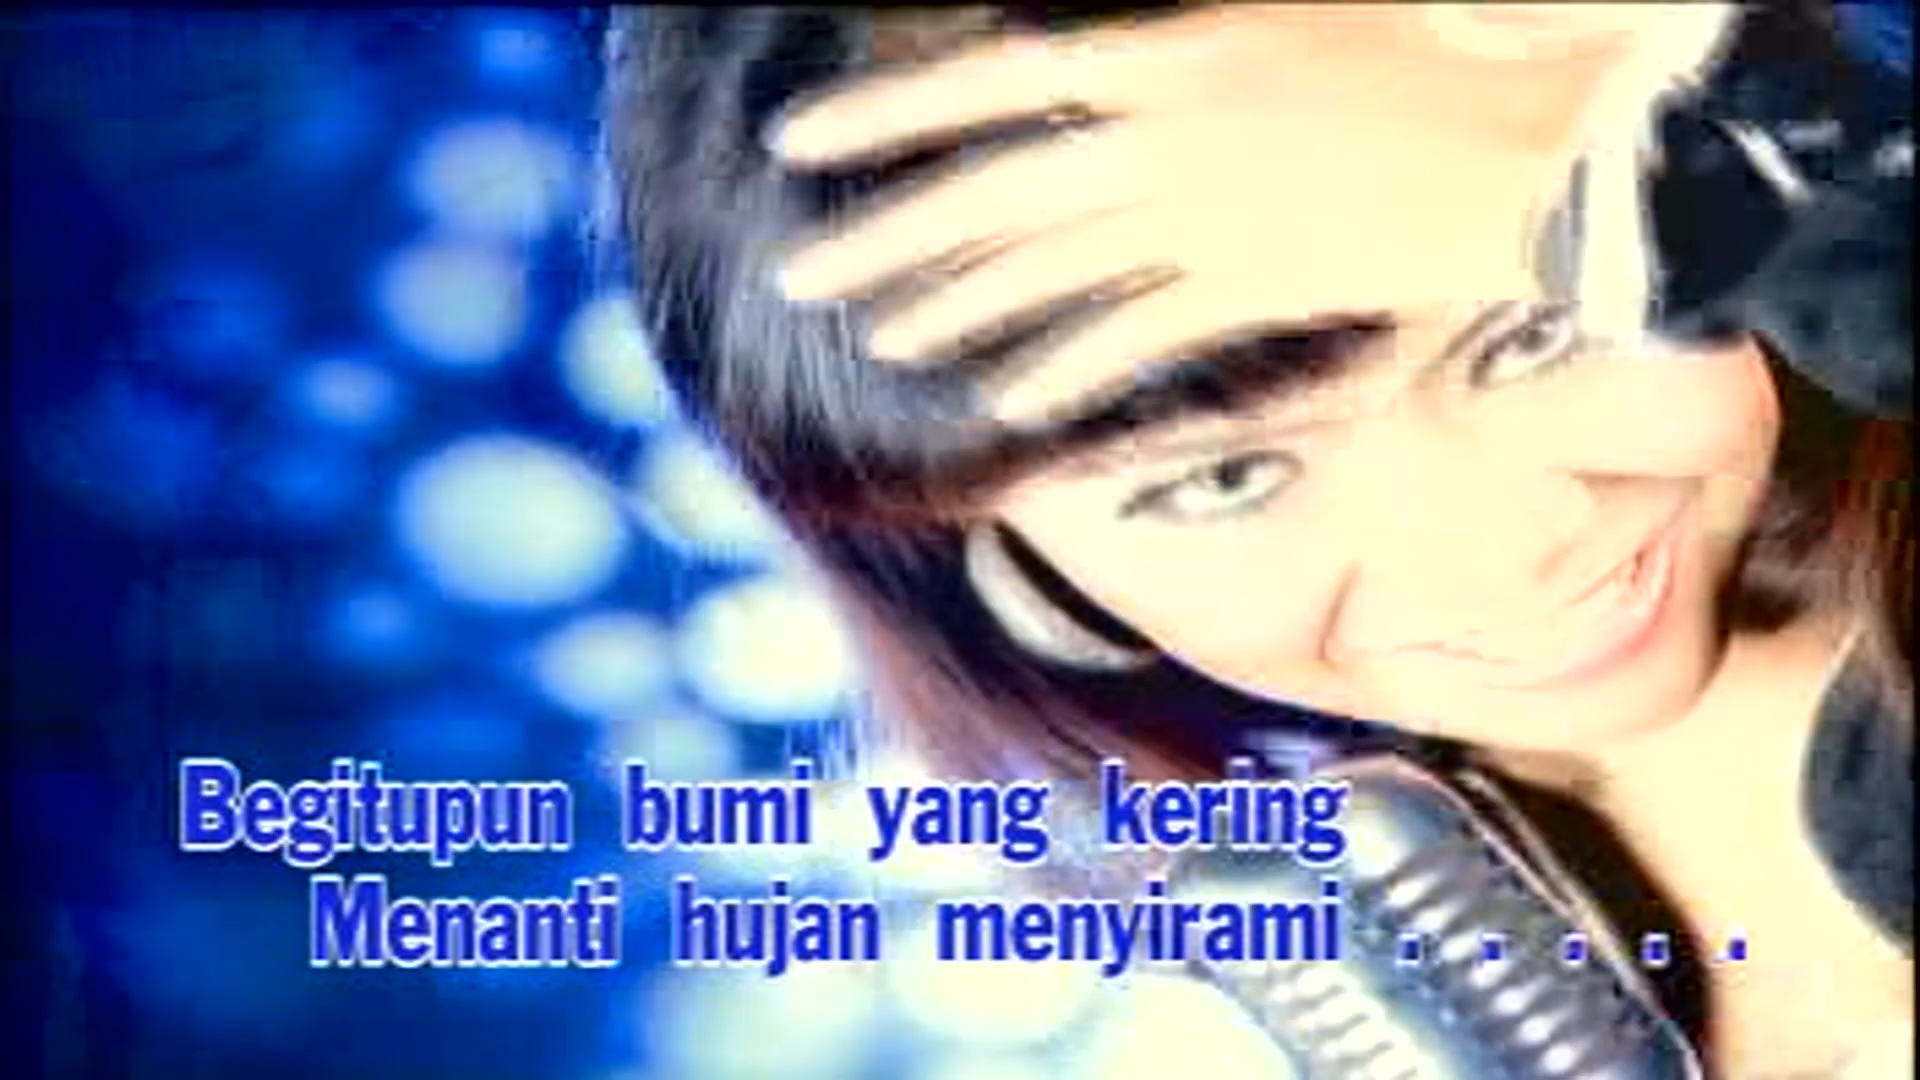 Begitupun bumi yang kering
Menanti hujan menyirami . . . . .